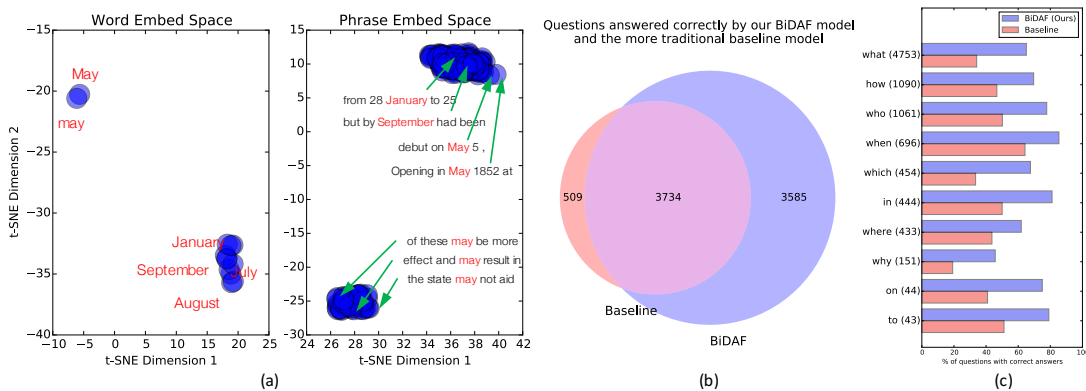 Word Embed Space
−15
−20
−25
−30
−35
−40
t-SNE Dimension 2
May
may
January
September
July
August
−10
−5
0
5
10
15
20
25
t-SNE Dimension 1
Phrase Embed Space
15
10
5
0
−5
−10
−15
−20
−25
−30
from 28 January to 25
but by September had been
debut on May 5 ,
Opening in May 1852 at
of these may be more
effect and may result in
the state may not aid
24
26
28
30
32
34
36
38
40
42
t-SNE Dimension 1
(a)
Questions answered correctly by our BiDAF model
and the more traditional baseline model
509
3734
3585
Baseline
BiDAF
(b)
BiDAF (Ours)
Baseline
what (4753)
how (1090)
who (1061)
when (696)
which (454)
in (444)
where (433)
why (151)
on (44)
to (43)
0
20
40
60
80
100
% of questions with correct answers
(c)